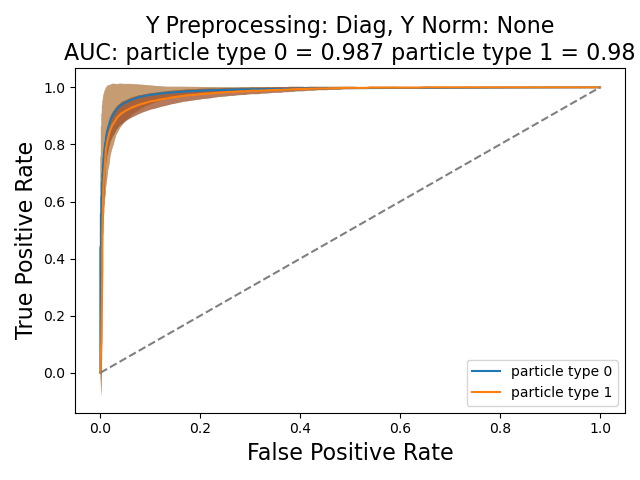 Y Preprocessing: Diag, Y Norm: None
AUC: particle type 0 = 0.987 particle type 1 = 0.98
True Positive Rate
1.0
0.8
0.6
0.4
0.2
0.0
particle type 0
particle type 1
0.0 0.2 0.4 0.6 0.8 1.0
False Positive Rate